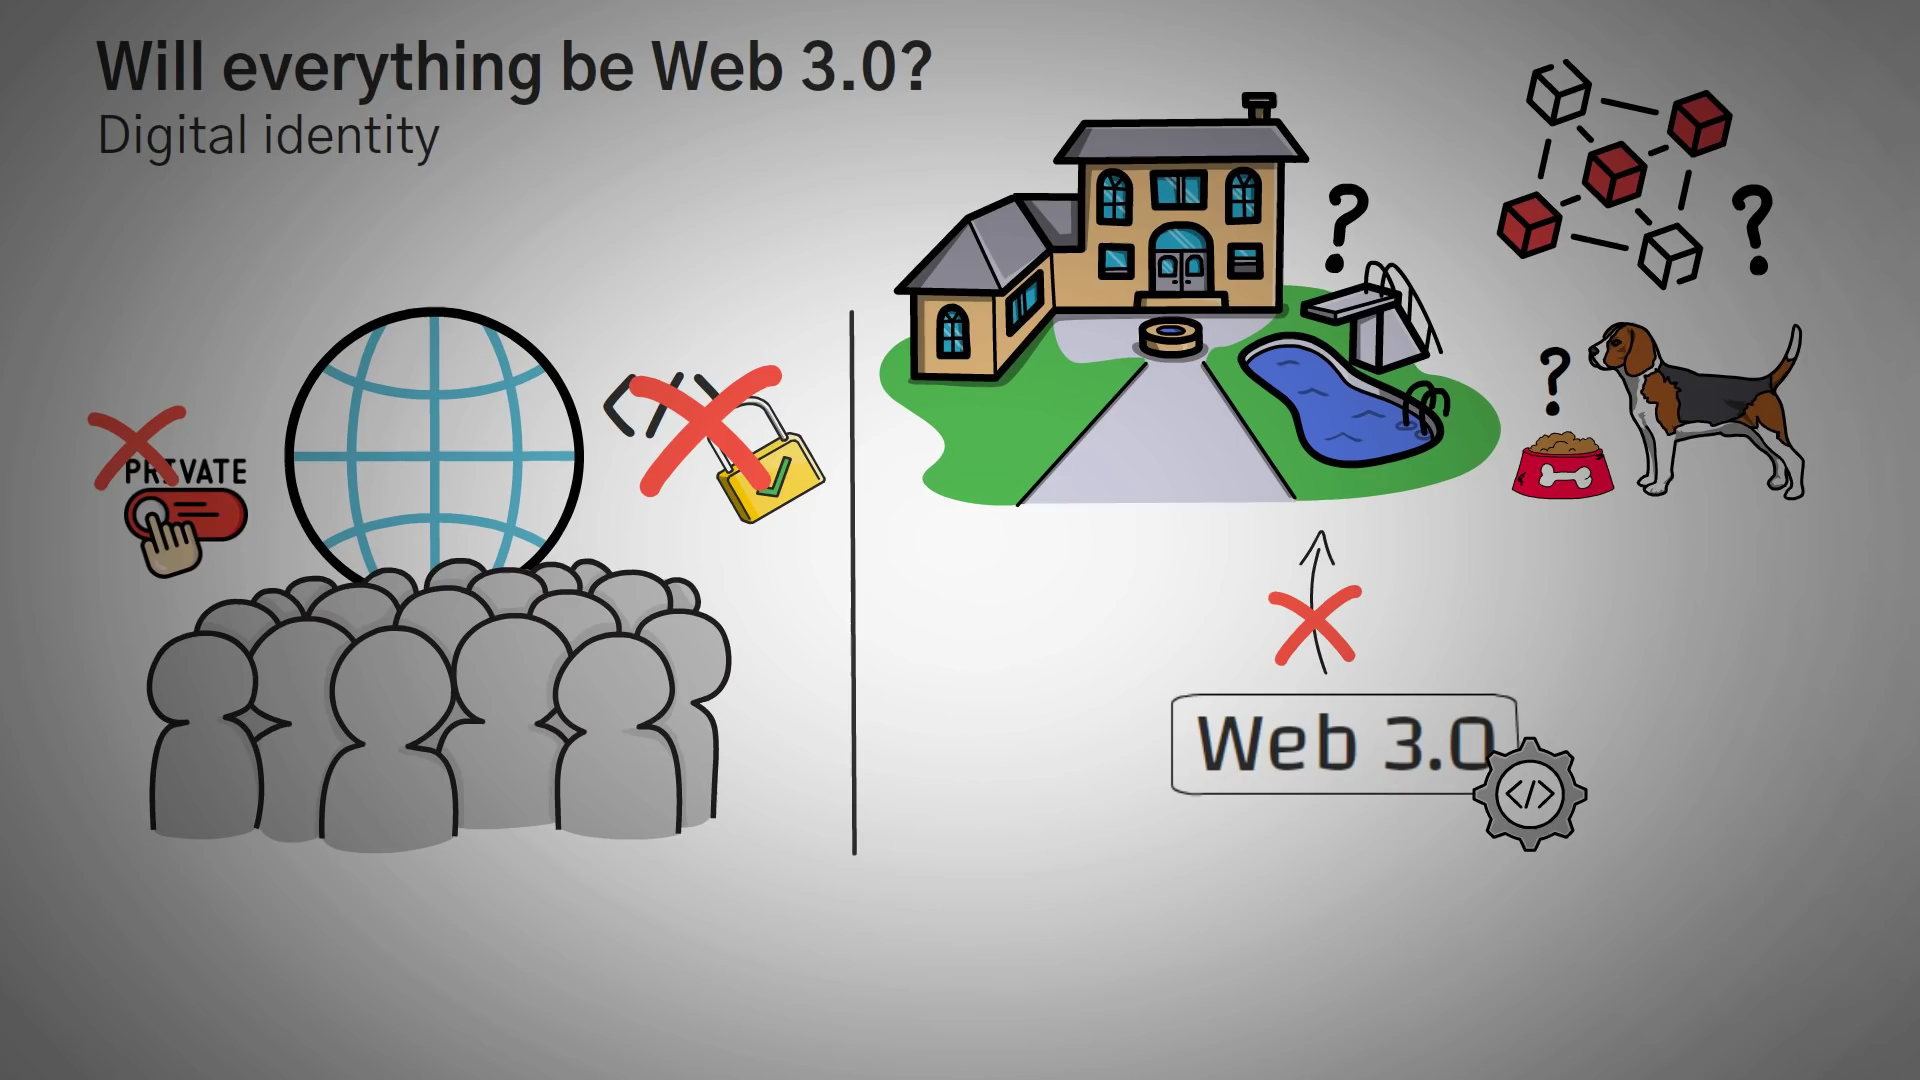 Will everything be Web 3.0?
Digital identity
PRIVATE
</>
?
?
?
Web 3.0
</>